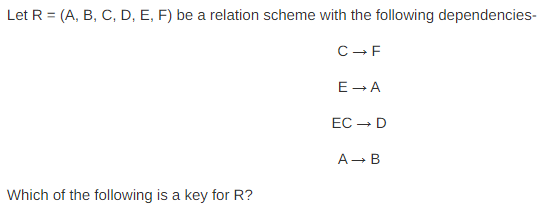 Let R = (A, B, C, D, E, F) be a relation scheme with the following dependencies-
C → F
E → A
EC → D
A → B
Which of the following is a key for R?